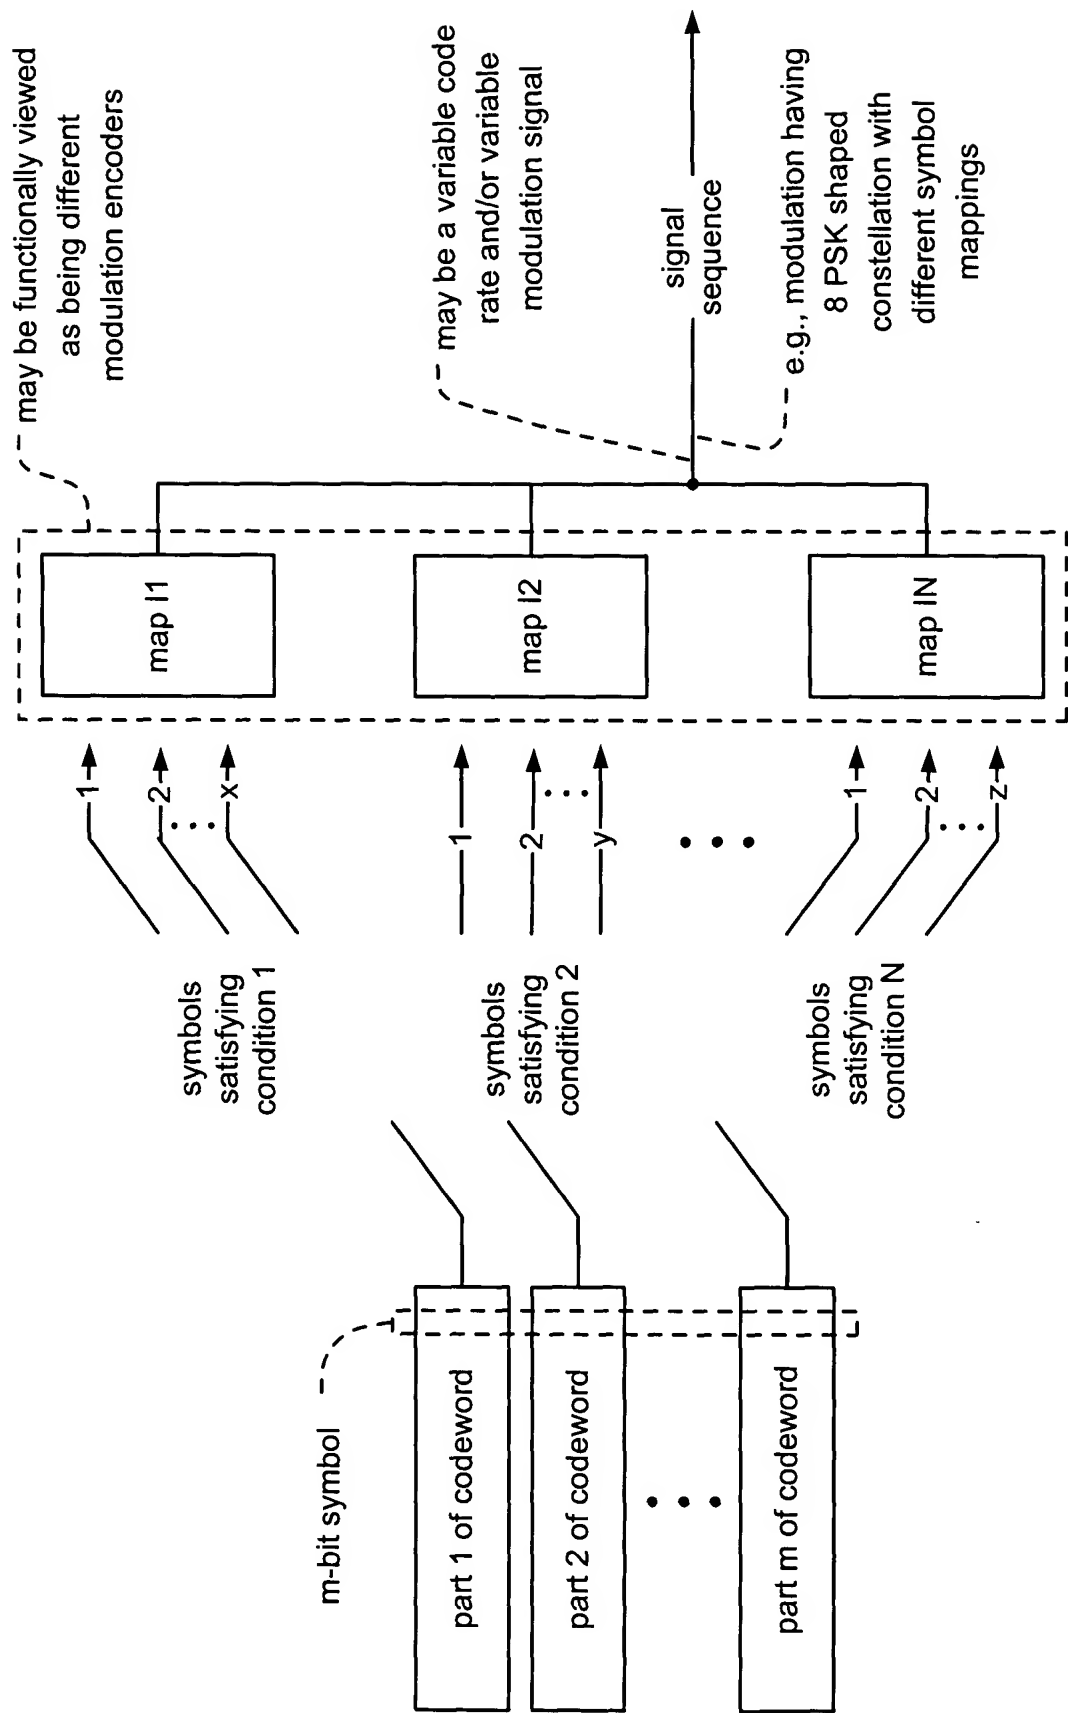 may be functionally viewed
as being different
modulation encoders
may be a variable code
rate and/or variable
modulation signal
signal
sequence
e.g., modulation having
8 PSK shaped
constellation with
different symbol
mappings
map I1
map I2
map IN
1
2
x
1
2
y
1
2
z
symbols
satisfying
condition 1
symbols
satisfying
condition 2
symbols
satisfying
condition N
m-bit symbol
part 1 of codeword
part 2 of codeword
part m of codeword